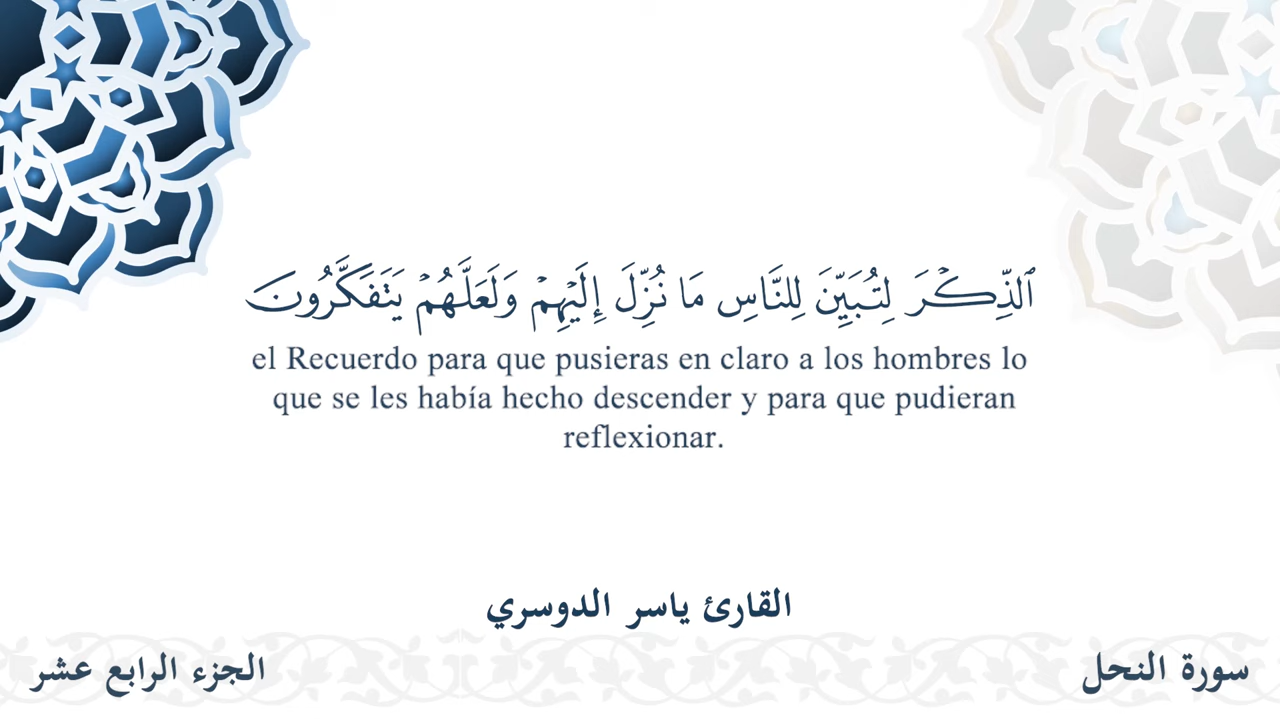 ٱلذِّكۡرَ لِتُبَيِّنَ لِلنَّاسِ مَا نُزِّلَ إِلَيۡهِمۡ وَلَعَلَّهُمۡ يَتَفَكَّرُونَ
el Recuerdo para que pusieras en claro a los hombres lo
que se les había hecho descender y para que pudieran
reflexionar.
القارئ ياسر الدوسري
سورة النحل
الجزء الرابع عشر